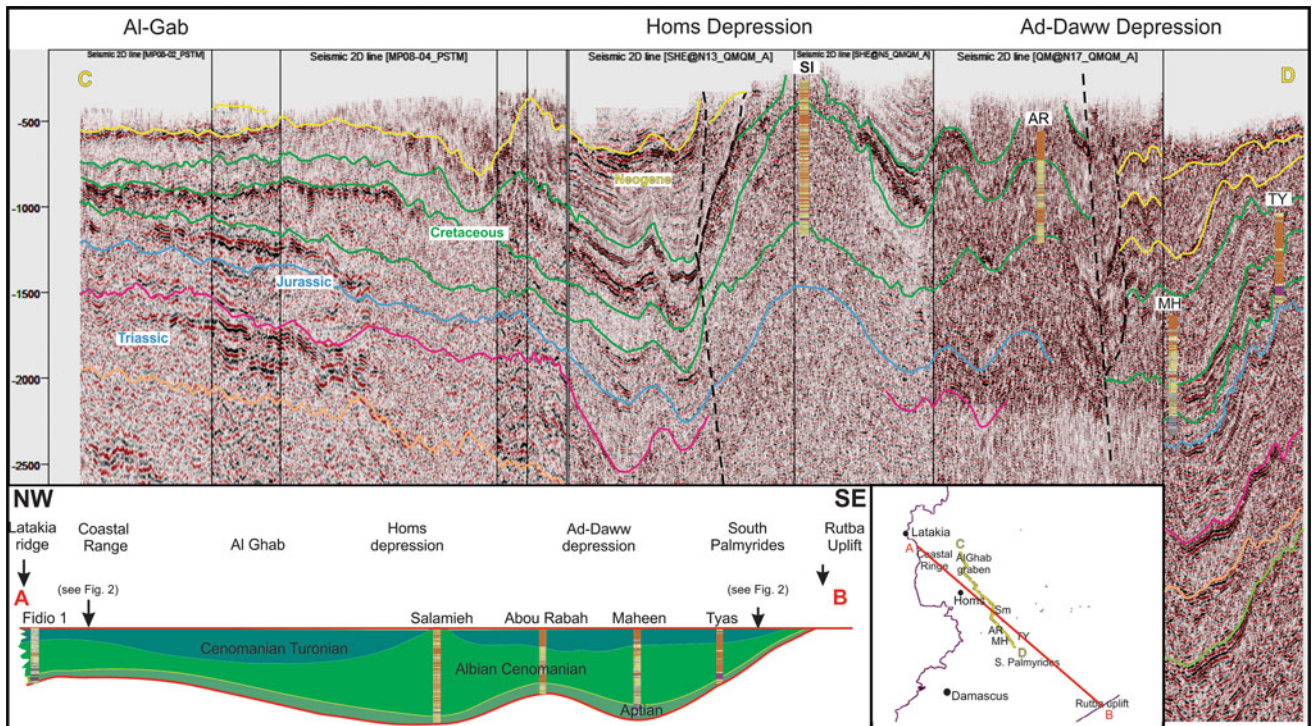 Al-Gab
Homs Depression
Ad-Daww Depression
Seismic 2D line [MP08-02_PSTM]
Seismic 2D line [MP08-04_PSTM]
Seismic 2D line [SHE@N13_QMQM_A]
Seismic 2D line [SHE@N5_QMQM_A]
Seismic 2D line [QM@N17_QMQM_A]
C
SI
AR
D
TY
MH
-500
-1000
-1500
-2000
-2500
Neogene
Cretaceous
Jurassic
Triassic
NW
SE
Latakia
ridge
Coastal
Range
Al Ghab
Homs
depression
Ad-Daww
depression
South
Palmyrides
Rutba
Uplift
(see Fig. 2)
(see Fig. 2)
A
B
Fidio 1
Salamieh
Abou Rabah
Maheen
Tyas
Cenomanian Turonian
Albian Cenomanian
Aptian
Latakia
A
Coastal
Ringe
C
AlGhab
graben
Homs
Sm
AR
TY
MH
D
S. Palmyrides
Damascus
Rutba uplift
B